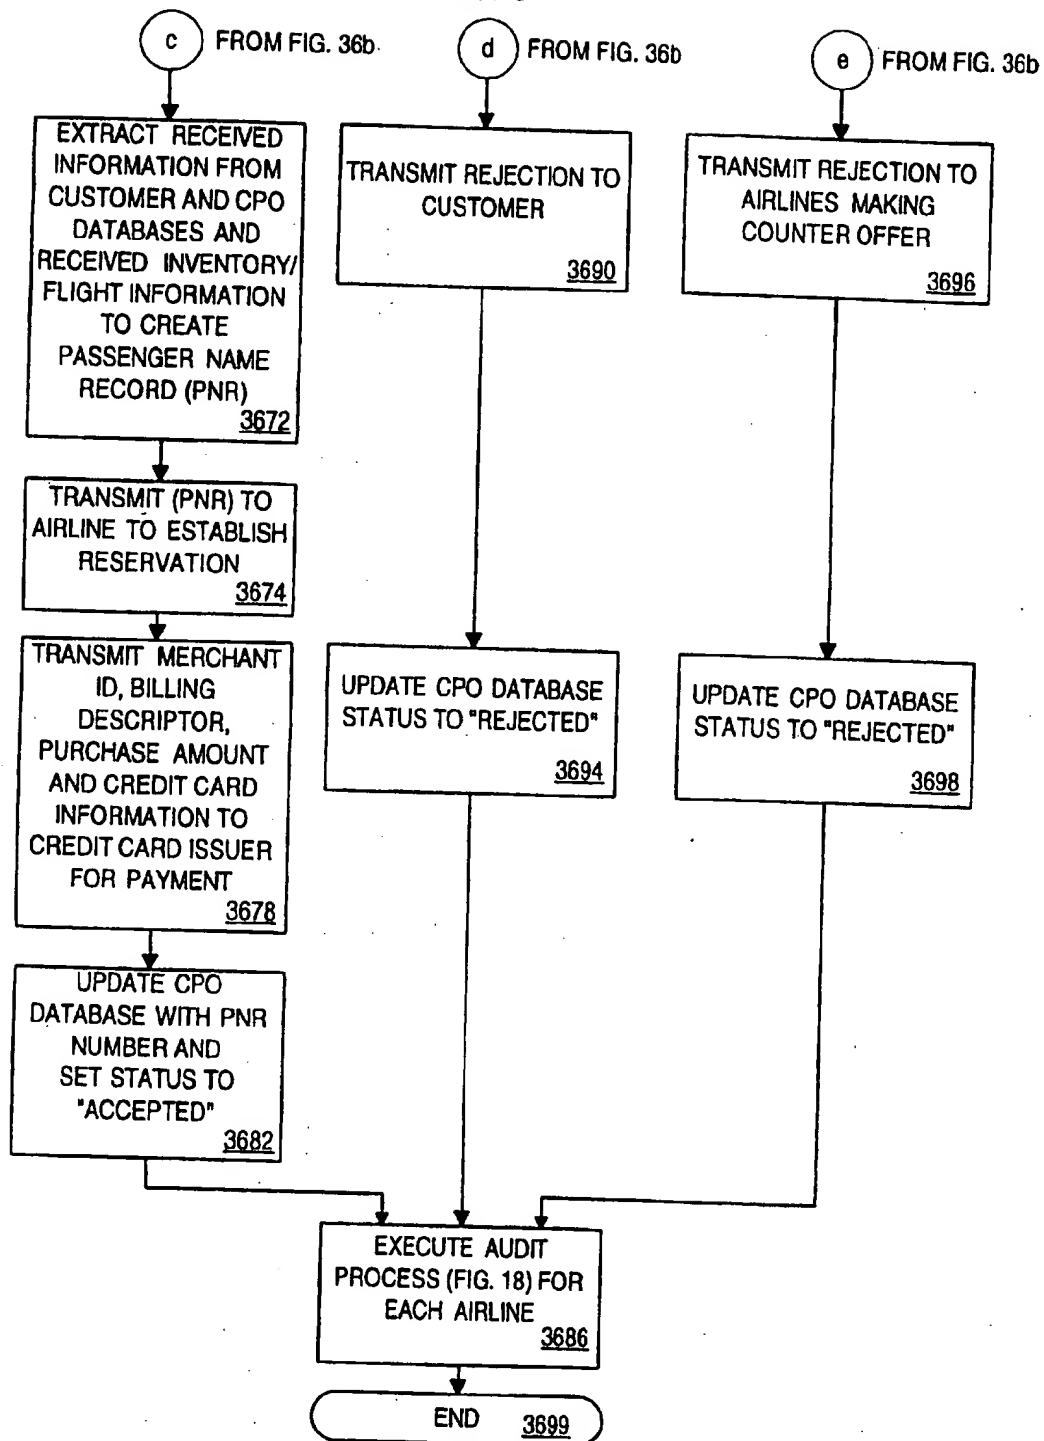 c FROM FIG. 36b
EXTRACT RECEIVED
INFORMATION FROM
CUSTOMER AND CPO
DATABASES AND
RECEIVED INVENTORY/
FLIGHT INFORMATION
TO CREATE
PASSENGER NAME
RECORD (PNR)
3672
TRANSMIT (PNR) TO
AIRLINE TO ESTABLISH
RESERVATION
3674
TRANSMIT MERCHANT
ID, BILLING
DESCRIPTOR,
PURCHASE AMOUNT
AND CREDIT CARD
INFORMATION TO
CREDIT CARD ISSUER
FOR PAYMENT
3678
UPDATE CPO
DATABASE WITH PNR
NUMBER AND
SET STATUS TO
"ACCEPTED"
3682
d FROM FIG. 36b
TRANSMIT REJECTION TO
CUSTOMER
3690
UPDATE CPO DATABASE
STATUS TO "REJECTED"
3694
e FROM FIG. 36b
TRANSMIT REJECTION TO
AIRLINES MAKING
COUNTER OFFER
3696
UPDATE CPO DATABASE
STATUS TO "REJECTED"
3698
EXECUTE AUDIT
PROCESS (FIG. 18) FOR
EACH AIRLINE
3686
END 3699